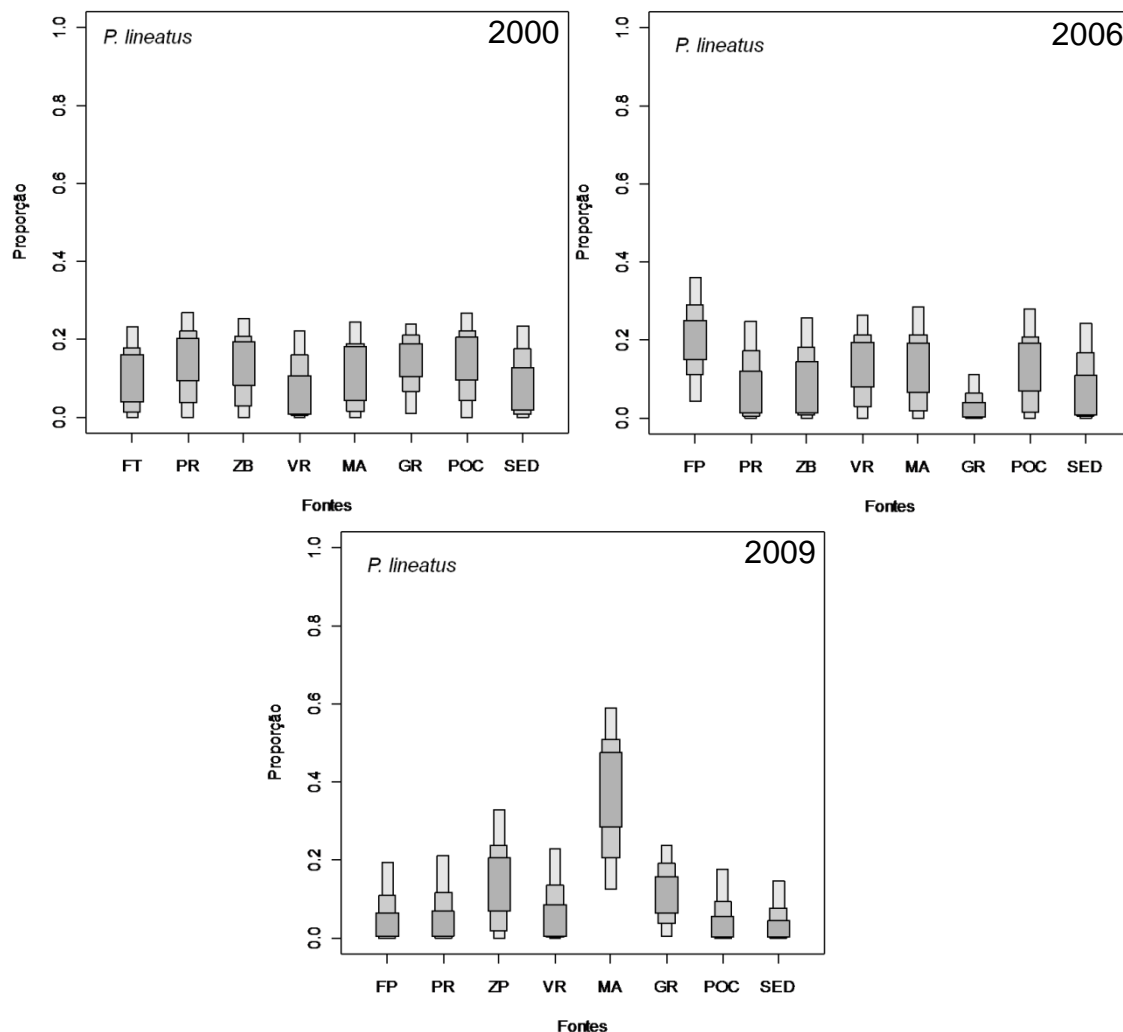 P. lineatus 2000
1.0
0.8
0.6
0.4
0.2
0.0
Proporção
FT PR ZB VR MA GR POC SED
Fontes
P. lineatus 2006
1.0
0.8
0.6
0.4
0.2
0.0
Proporção
FP PR ZB VR MA GR POC SED
Fontes
P. lineatus 2009
1.0
0.8
0.6
0.4
0.2
0.0
Proporção
FP PR ZP VR MA GR POC SED
Fontes